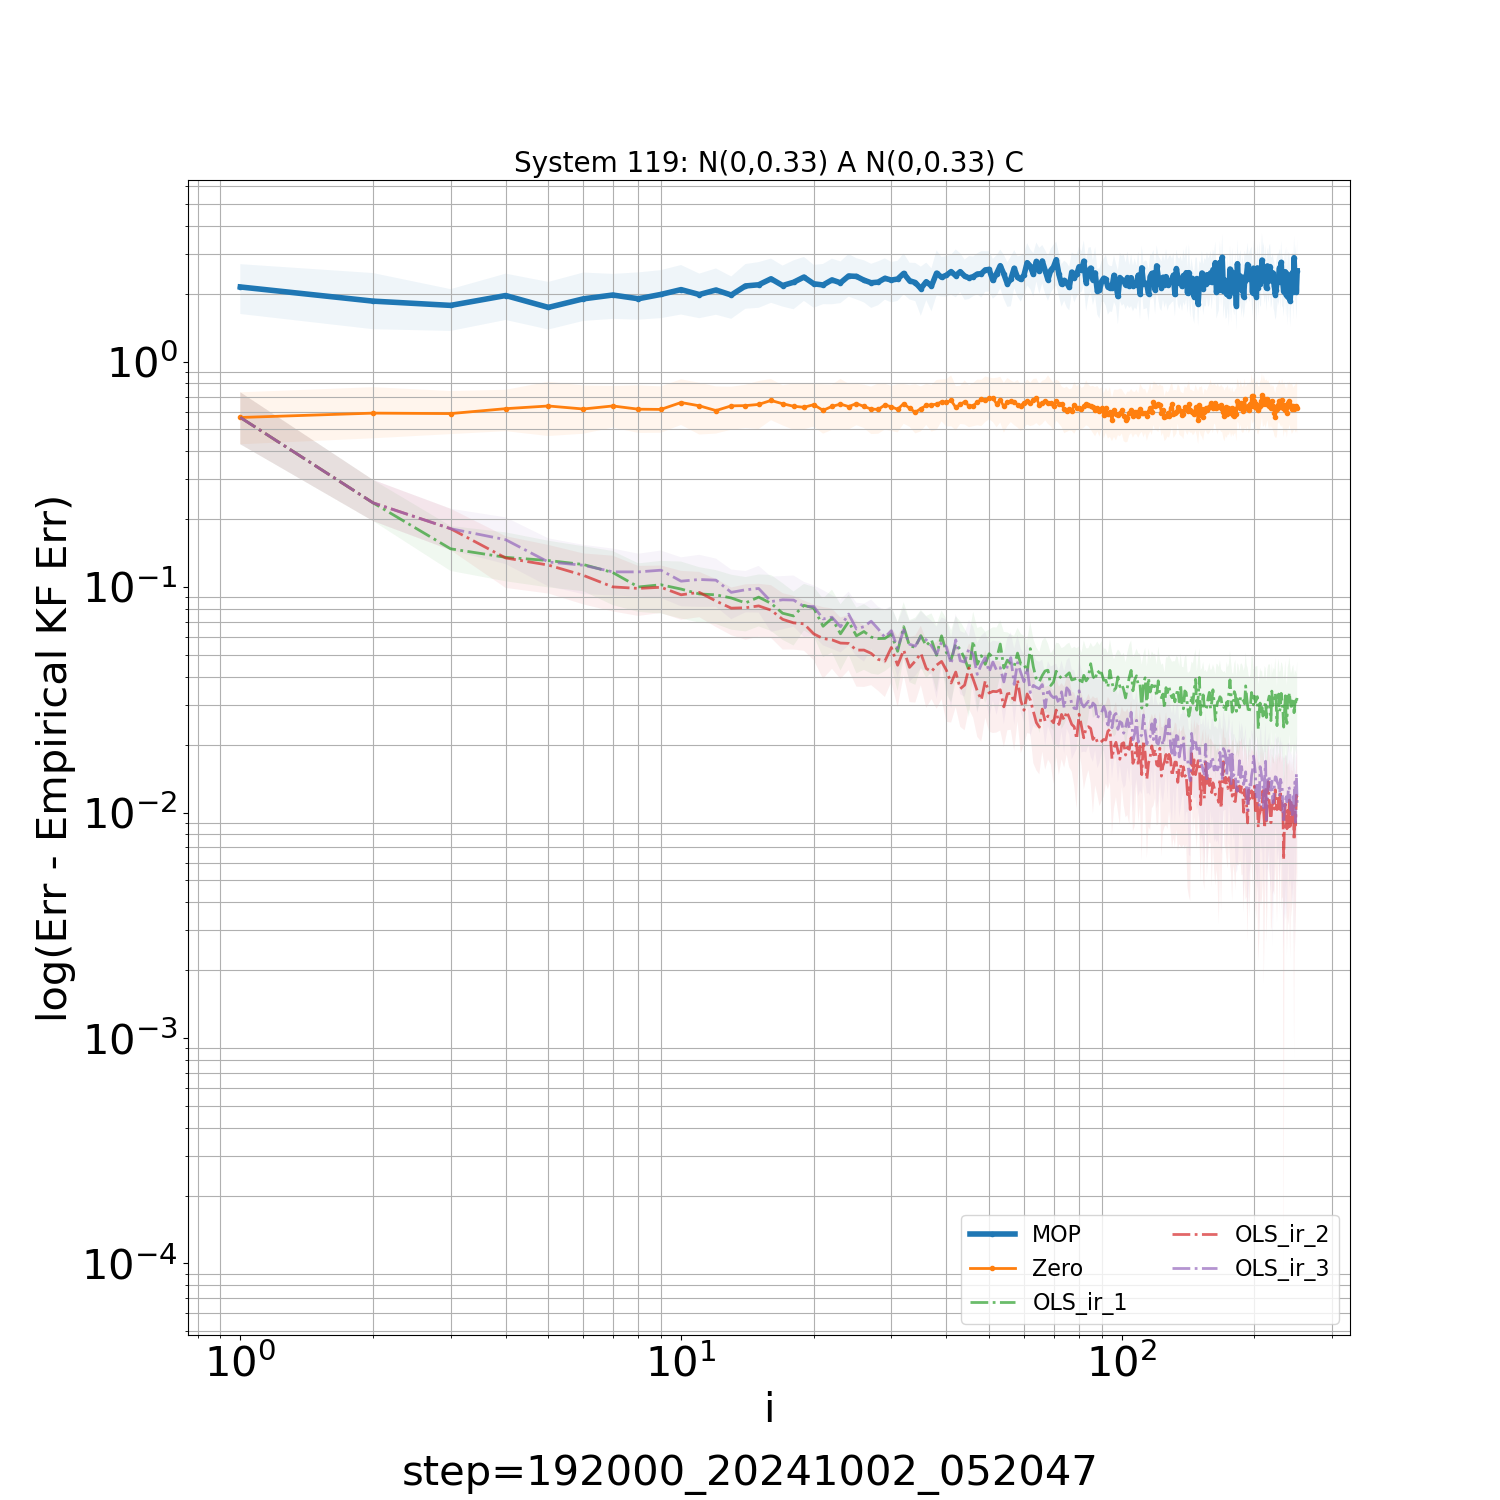 System 119: N(0,0.33) A N(0,0.33) C
log(Err - Empirical KF Err)
10^0
10^-1
10^-2
10^-3
10^-4
10^0 10^1 10^2
i
MOP
Zero
OLS_ir_1
OLS_ir_2
OLS_ir_3
step=192000_20241002_052047